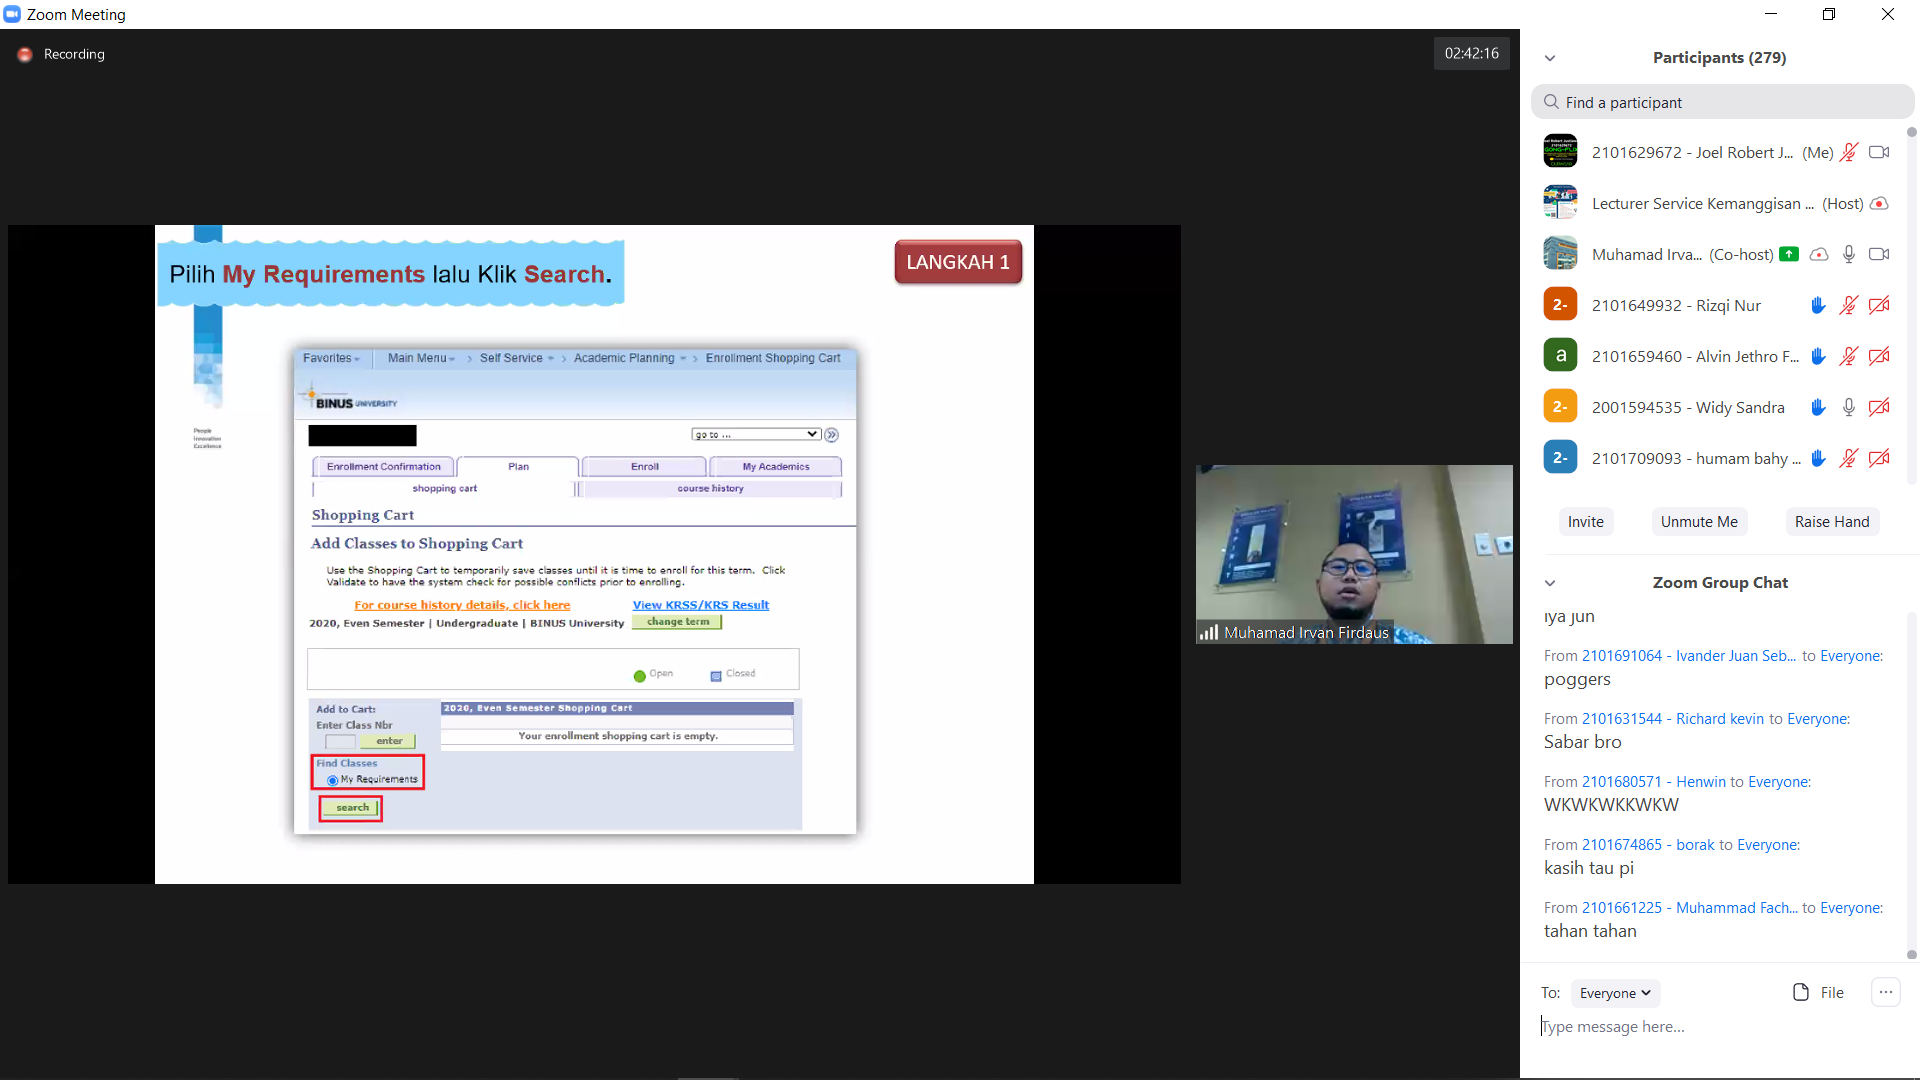 Zoom Meeting
Recording
02:42:16
Pilih My Requirements lalu Klik Search.
LANGKAH 1
People
Innovation
Excellence
Favorites Main Menu > Self Service > Academic Planning > Enrollment Shopping Cart
BINUS UNIVERSITY
go to ...
Enrollment Confirmation Plan Enroll My Academics
shopping cart course history
Shopping Cart
Add Classes to Shopping Cart
Use the Shopping Cart to temporarily save classes until it is time to enroll for this term. Click
Validate to have the system check for possible conflicts prior to enrolling.
For course history details, click here View KRSS/KRS Result
2020, Even Semester | Undergraduate | BINUS University change term
Open Closed
Add to Cart: 2020, Even Semester Shopping Cart
Enter Class Nbr
Your enrollment shopping cart is empty.
enter
Find Classes
My Requirements
search
Muhamad Irvan Firdaus
Participants (279)
Find a participant
2101629672 - Joel Robert J... (Me)
Lecturer Service Kemanggisan ... (Host)
Muhamad Irva... (Co-host)
2- 2101649932 - Rizqi Nur
a 2101659460 - Alvin Jethro F...
2- 2001594535 - Widy Sandra
2- 2101709093 - humam bahy ...
Invite Unmute Me Raise Hand
Zoom Group Chat
iya jun
From 2101691064 - Ivander Juan Seb... to Everyone:
poggers
From 2101631544 - Richard kevin to Everyone:
Sabar bro
From 2101680571 - Henwin to Everyone:
WKWKWKKWKW
From 2101674865 - borak to Everyone:
kasih tau pi
From 2101661225 - Muhammad Fach... to Everyone:
tahan tahan
To: Everyone File ...
Type message here...